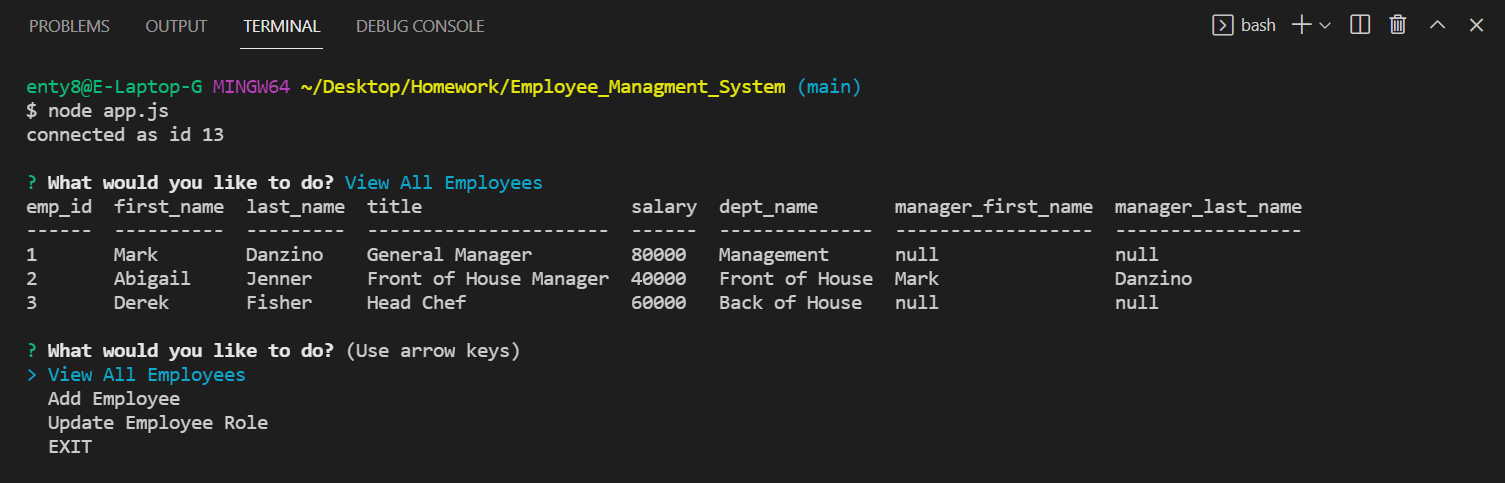 PROBLEMS OUTPUT TERMINAL DEBUG CONSOLE bash
enty8@E-Laptop-G MINGW64 ~/Desktop/Homework/Employee_Managment_System (main)
$ node app.js
connected as id 13
? What would you like to do? View All Employees
emp_id  first_name  last_name  title                   salary  dept_name       manager_first_name  manager_last_name
------  ----------  ---------  ----------------------  ------  --------------  ------------------  -----------------
1       Mark        Danzino    General Manager         80000   Management      null                null
2       Abigail     Jenner     Front of House Manager  40000   Front of House  Mark                Danzino
3       Derek       Fisher     Head Chef               60000   Back of House   null                null
? What would you like to do? (Use arrow keys)
> View All Employees
  Add Employee
  Update Employee Role
  EXIT